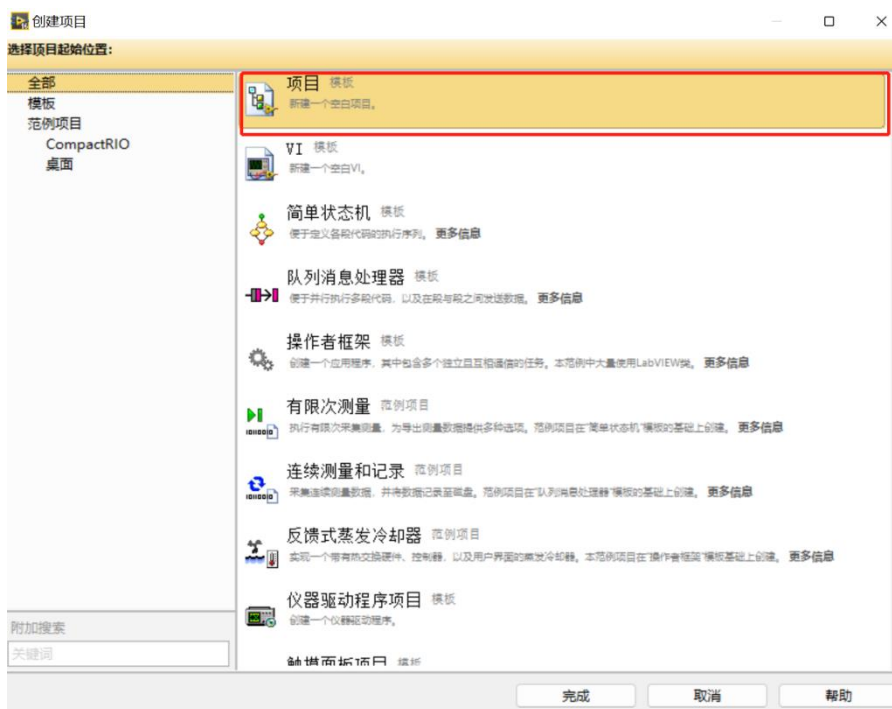 创建项目
选择项目起始位置：
全部
模板
范例项目
CompactRIO
桌面
附加搜索
关键词
项目 模板
新建一个空白项目。
VI 模板
新建一个空白VI。
简单状态机 模板
便于定义各段代码的执行序列。 更多信息
队列消息处理器 模板
便于并行执行多段代码，以及在段与段之间发送数据。 更多信息
操作者框架 模板
创建一个应用程序，其中包含多个独立且互相通信的任务。本范例中大量使用LabVIEW类。 更多信息
有限次测量 范例项目
执行有限次采集测量，为导出测量数据提供多种选项。范例项目在"简单状态机"模板的基础上创建。 更多信息
连续测量和记录 范例项目
采集连续测量数据，并将数据记录至磁盘。范例项目在"队列消息处理器"模板的基础上创建。 更多信息
反馈式蒸发冷却器 范例项目
实现一个带有热交换硬件、控制器，以及用户界面的蒸发冷却器。本范例项目在"操作者框架"模板基础上创建。 更多信息
仪器驱动程序项目 模板
创建一个仪器驱动程序。
触摸面板项目 模板
完成 取消 帮助